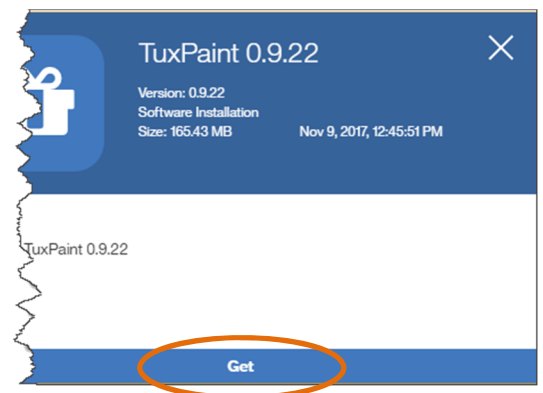 TuxPaint 0.9.22
Version: 0.9.22
Software Installation
Size: 165.43 MB Nov 9, 2017, 12:45:51 PM
TuxPaint 0.9.22
Get